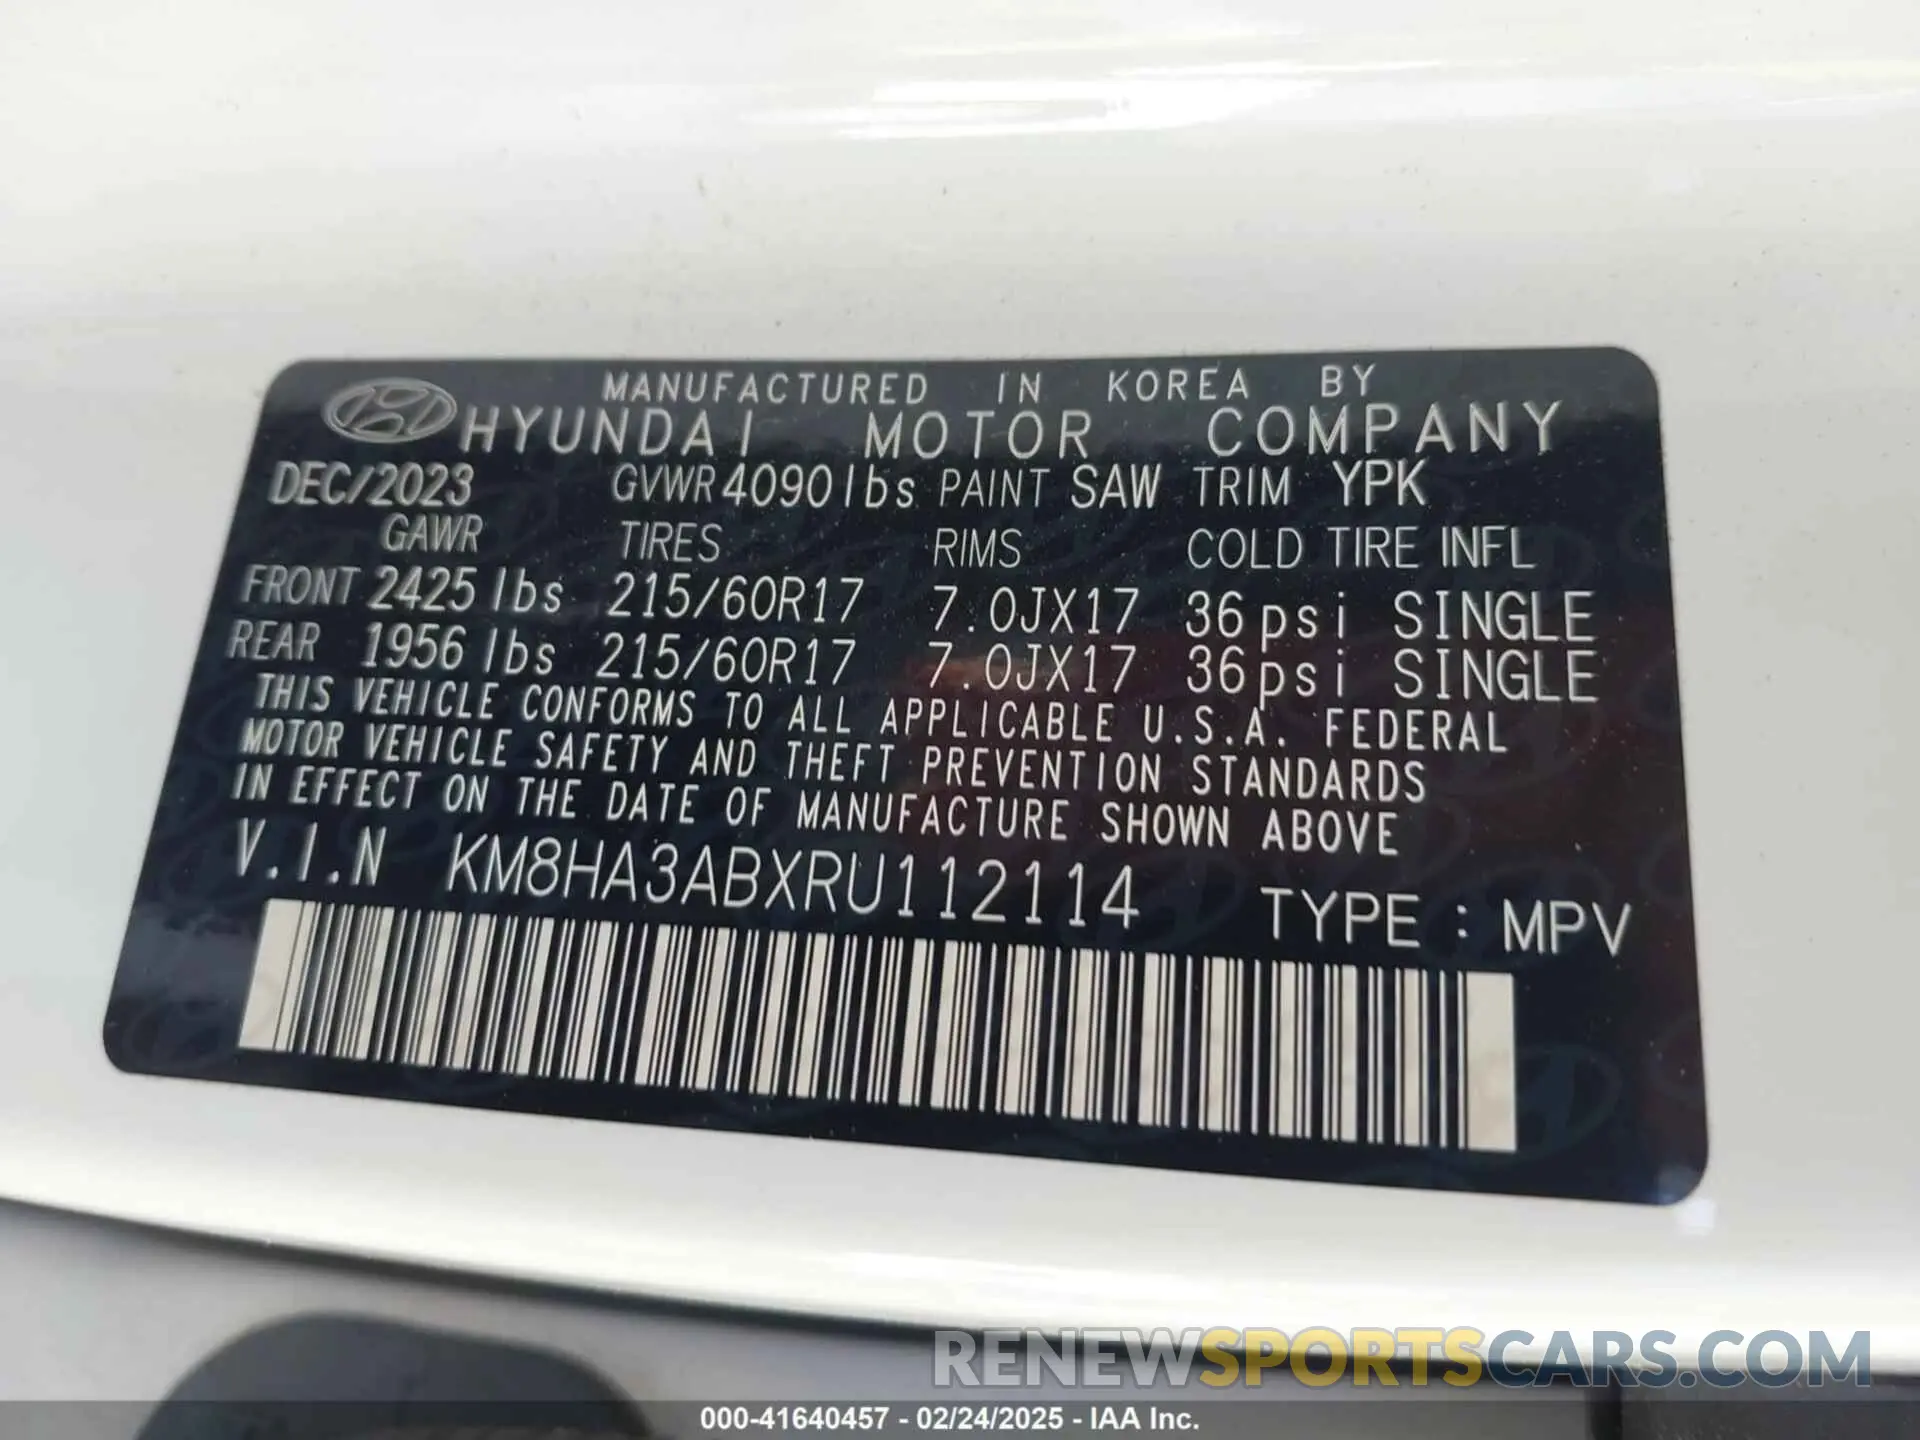 MANUFACTURED IN KOREA BY
HYUNDAI MOTOR COMPANY
DEC/2023 GVWR 4090 lbs PAINT SAW TRIM YPK
GAWR TIRES RIMS COLD TIRE INFL
FRONT 2425 lbs 215/60R17 7.0JX17 36psi SINGLE
REAR 1956 lbs 215/60R17 7.0JX17 36psi SINGLE
THIS VEHICLE CONFORMS TO ALL APPLICABLE U.S.A. FEDERAL
MOTOR VEHICLE SAFETY AND THEFT PREVENTION STANDARDS
IN EFFECT ON THE DATE OF MANUFACTURE SHOWN ABOVE
V.I.N KM8HA3ABXRU112114 TYPE : MPV
RENEWSPORTSCARS.COM
000-41640457 - 02/24/2025 - IAA Inc.